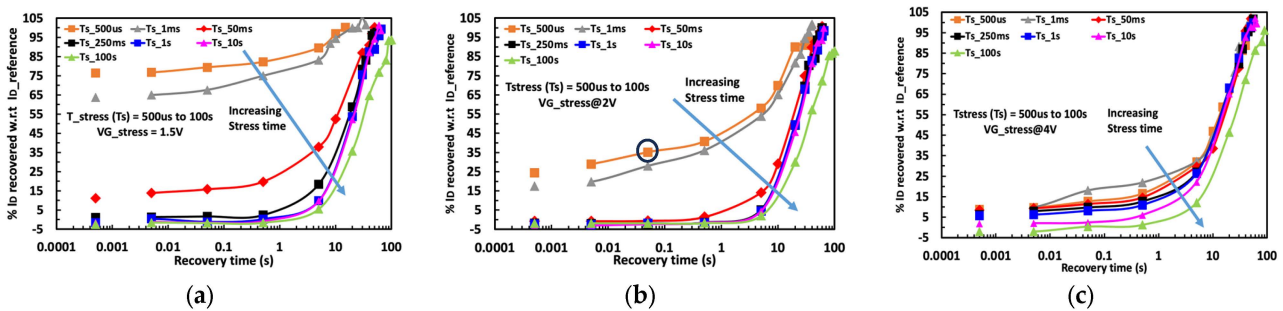 Ts_500us Ts_1ms Ts_50ms
Ts_250ms Ts_1s Ts_10s
Ts_100s
T_stress (Ts) = 500us to 100s
VG_stress = 1.5V
Increasing
Stress time
% ID recovered w.r.t ID_reference
105
95
85
75
65
55
45
35
25
15
5
-5
0.0001 0.001 0.01 0.1 1 10 100
Recovery time (s)
(a)
Ts_500us Ts_1ms Ts_50ms
Ts_250ms Ts_1s Ts_10s
Ts_100s
Tstress (Ts) = 500us to 100s
VG_stress@2V
Increasing
Stress time
% ID recovered w.r.t ID_reference
105
95
85
75
65
55
45
35
25
15
5
-5
0.0001 0.001 0.01 0.1 1 10 100
Recovery time (s)
(b)
Ts_500us Ts_1ms Ts_50ms
Ts_250ms Ts_1s Ts_10s
Ts_100s
Tstress (Ts) = 500us to 100s
VG_stress@4V
Increasing
Stress time
% ID recovered w.r.t ID_reference
105
95
85
75
65
55
45
35
25
15
5
-5
0.0001 0.001 0.01 0.1 1 10 100
Recovery time (s)
(c)